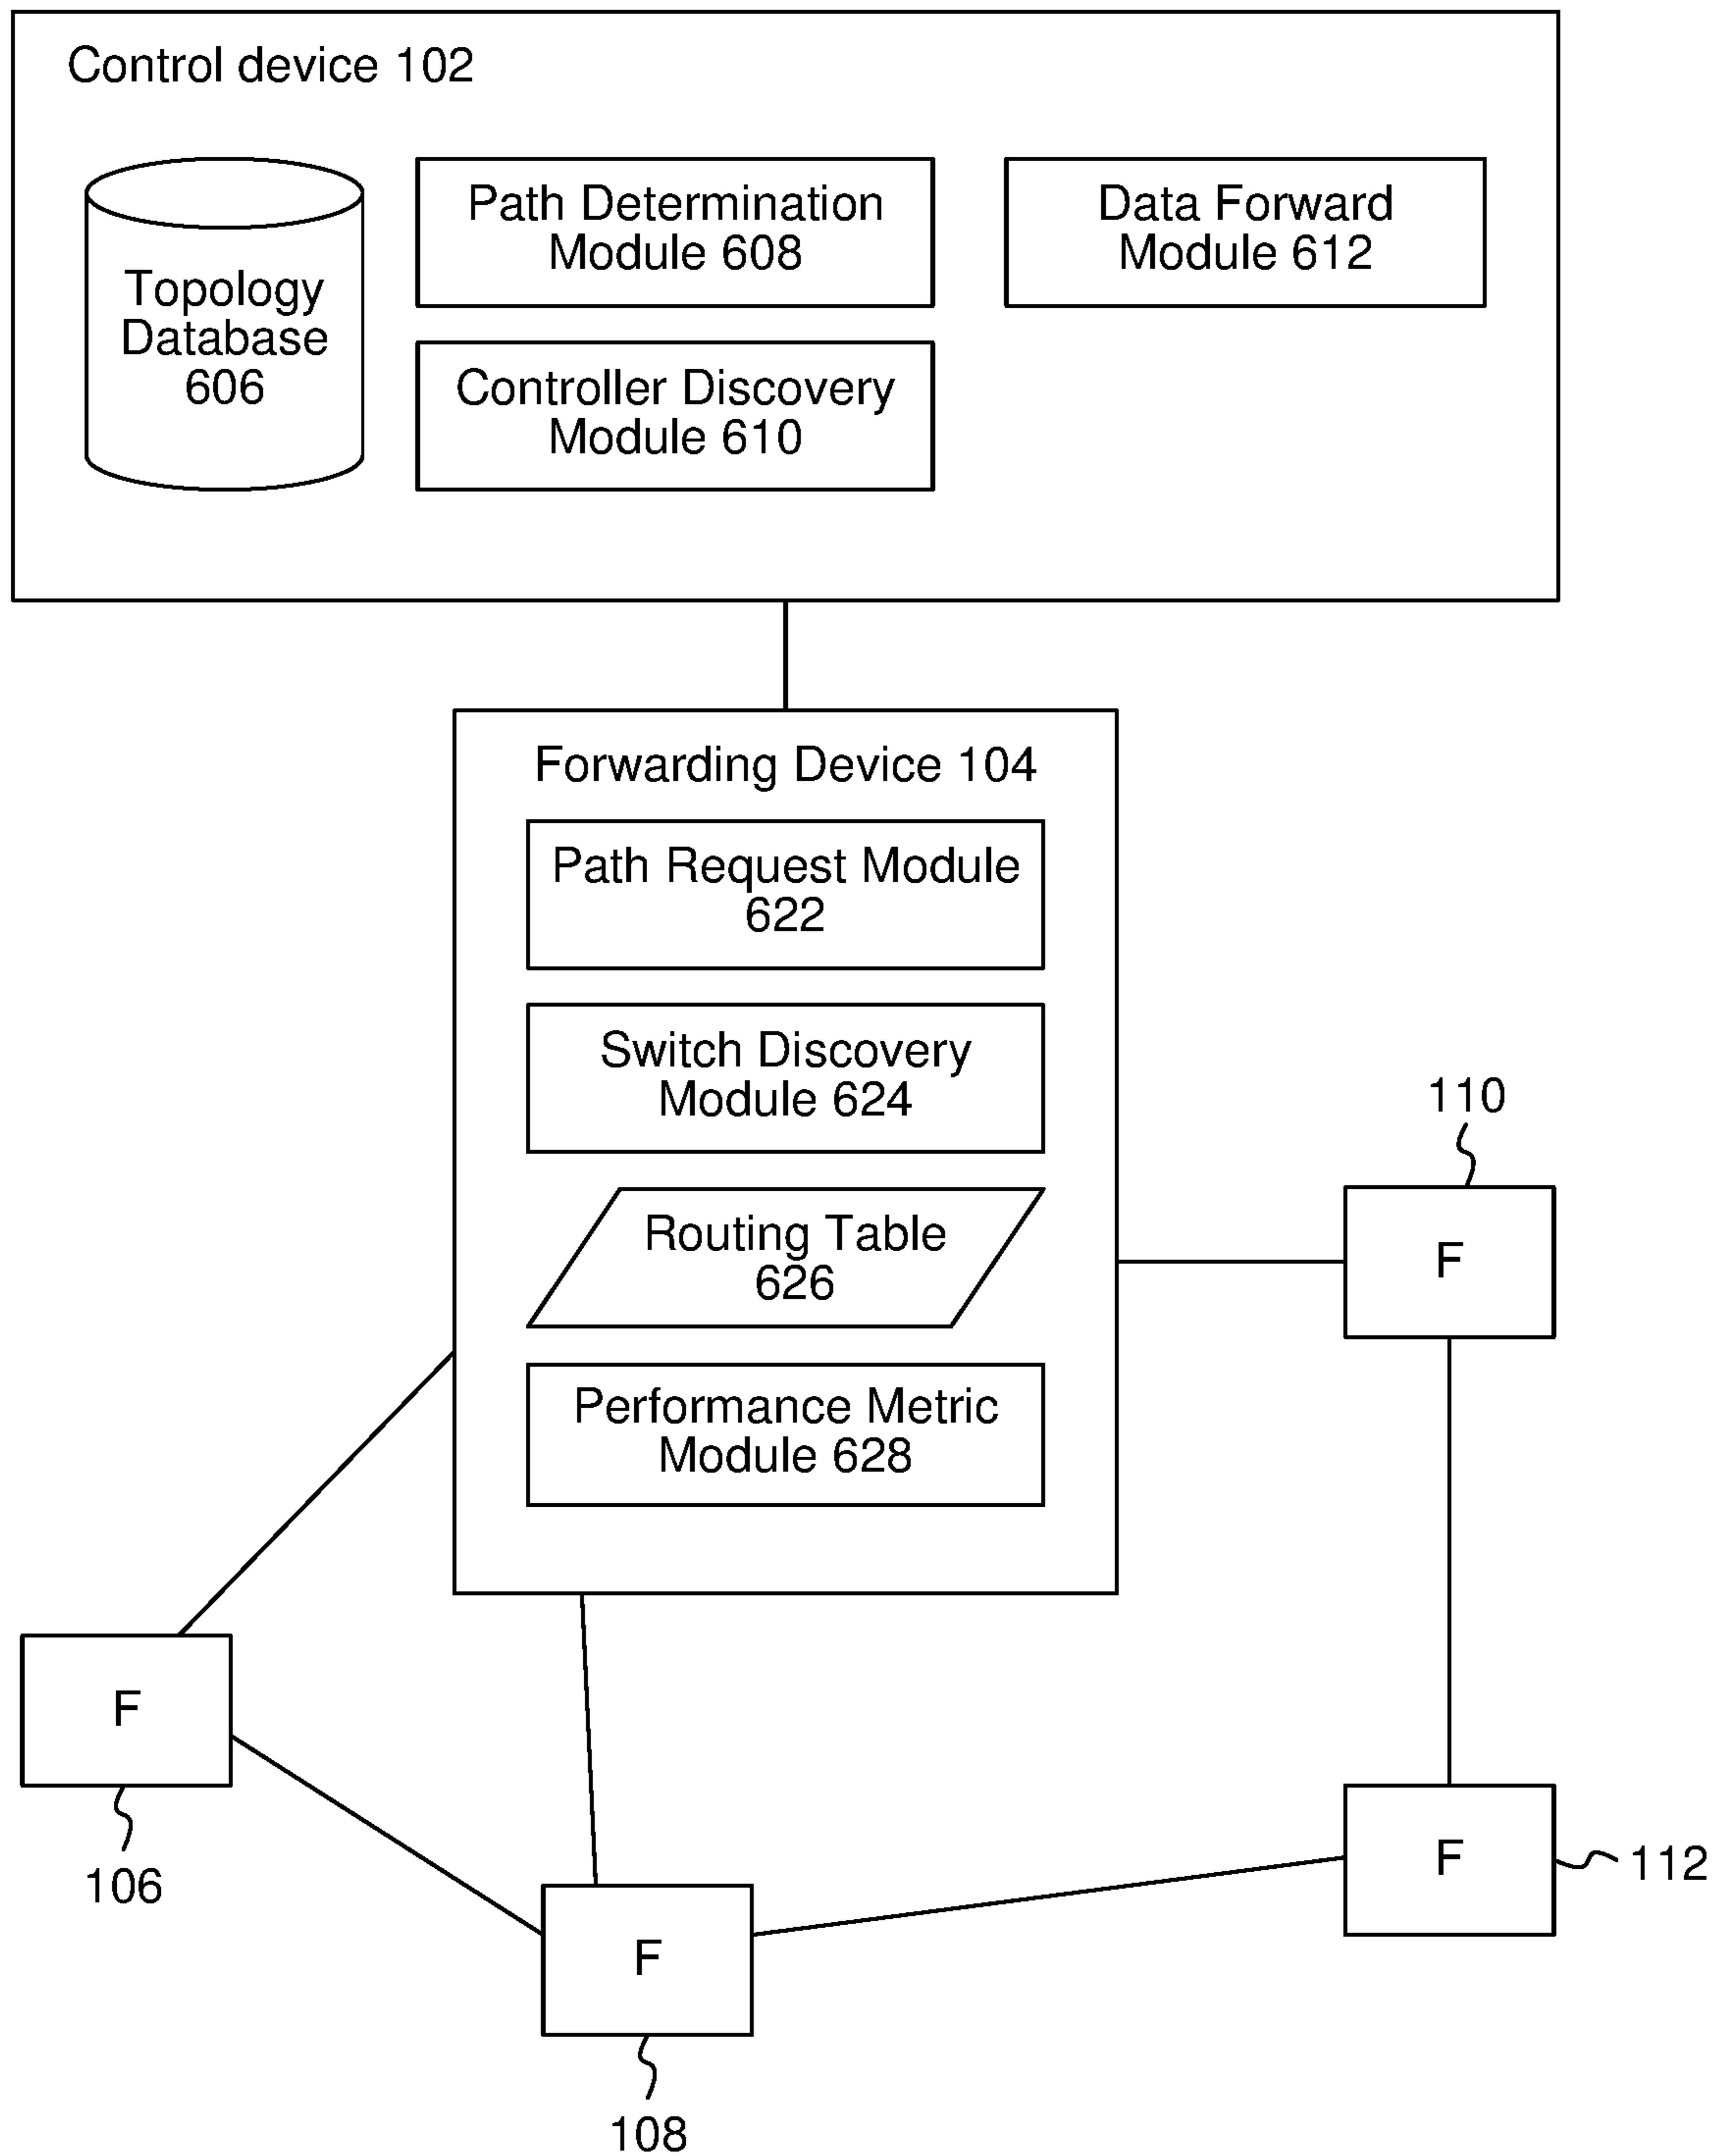 Control device 102
Topology
Database
606
Path Determination
Module 608
Data Forward
Module 612
Controller Discovery
Module 610
Forwarding Device 104
Path Request Module
622
Switch Discovery
Module 624
Routing Table
626
Performance Metric
Module 628
110
F
F
106
F
112
F
108